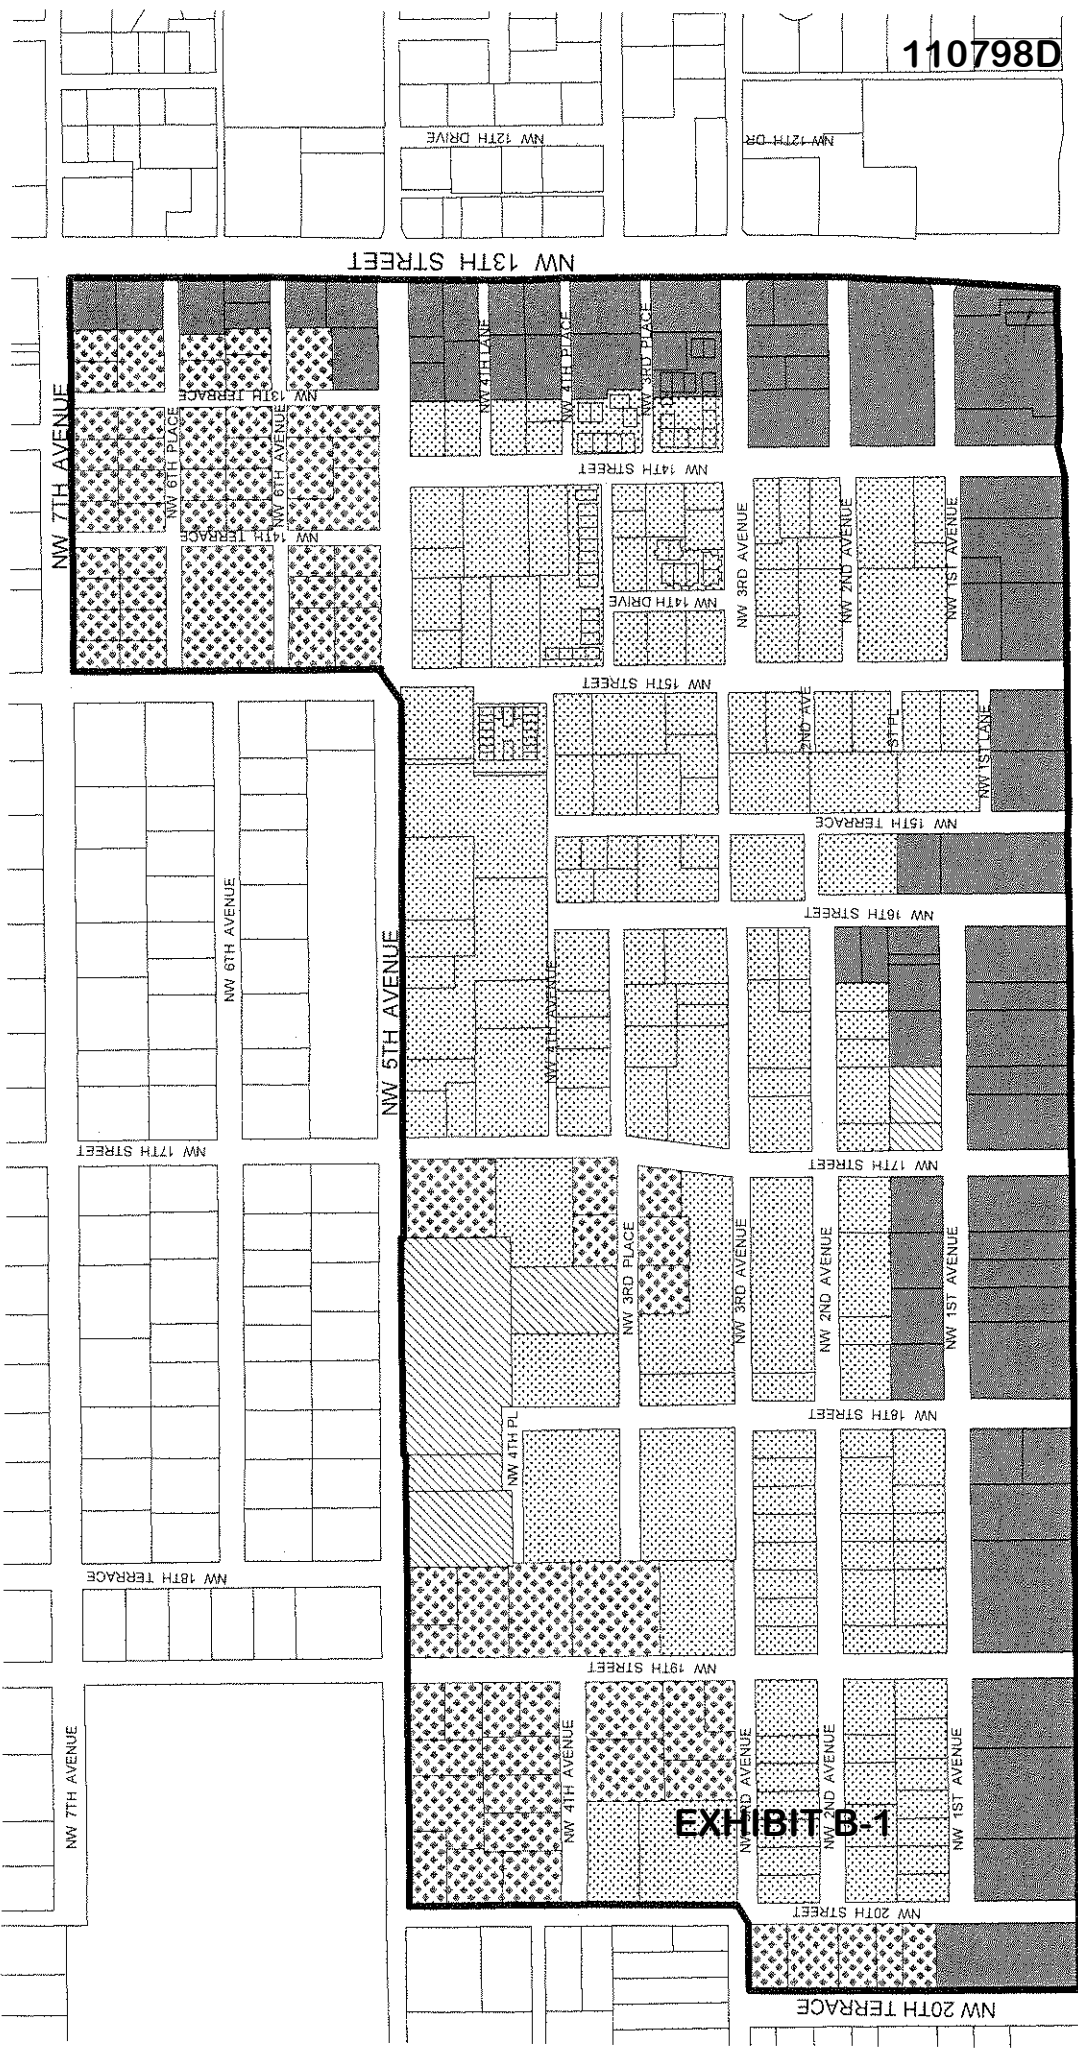 110798D
NW 12TH DRIVE
NW 12TH DR
NW 13TH STREET
NW 7TH AVENUE
NW 13TH TERRACE
NW 6TH PLACE
NW 6TH AVENUE
NW 14TH TERRACE
NW 4TH LANE
NW 4TH PLACE
NW 3RD PLACE
NW 14TH STREET
NW 3RD AVENUE
NW 2ND AVENUE
NW 1ST AVENUE
NW 14TH DRIVE
NW 15TH STREET
2ND AVE
1ST PL
NW 1ST LANE
NW 15TH TERRACE
NW 16TH STREET
NW 6TH AVENUE
NW 5TH AVENUE
NW 4TH AVENUE
NW 17TH STREET
NW 17TH STREET
NW 3RD PLACE
NW 3RD AVENUE
NW 2ND AVENUE
NW 1ST AVENUE
NW 18TH STREET
NW 4TH PL
NW 18TH TERRACE
NW 19TH STREET
NW 7TH AVENUE
NW 4TH AVENUE
NW 3RD AVENUE
NW 2ND AVENUE
NW 1ST AVENUE
EXHIBIT B-1
NW 20TH STREET
NW 20TH TERRACE